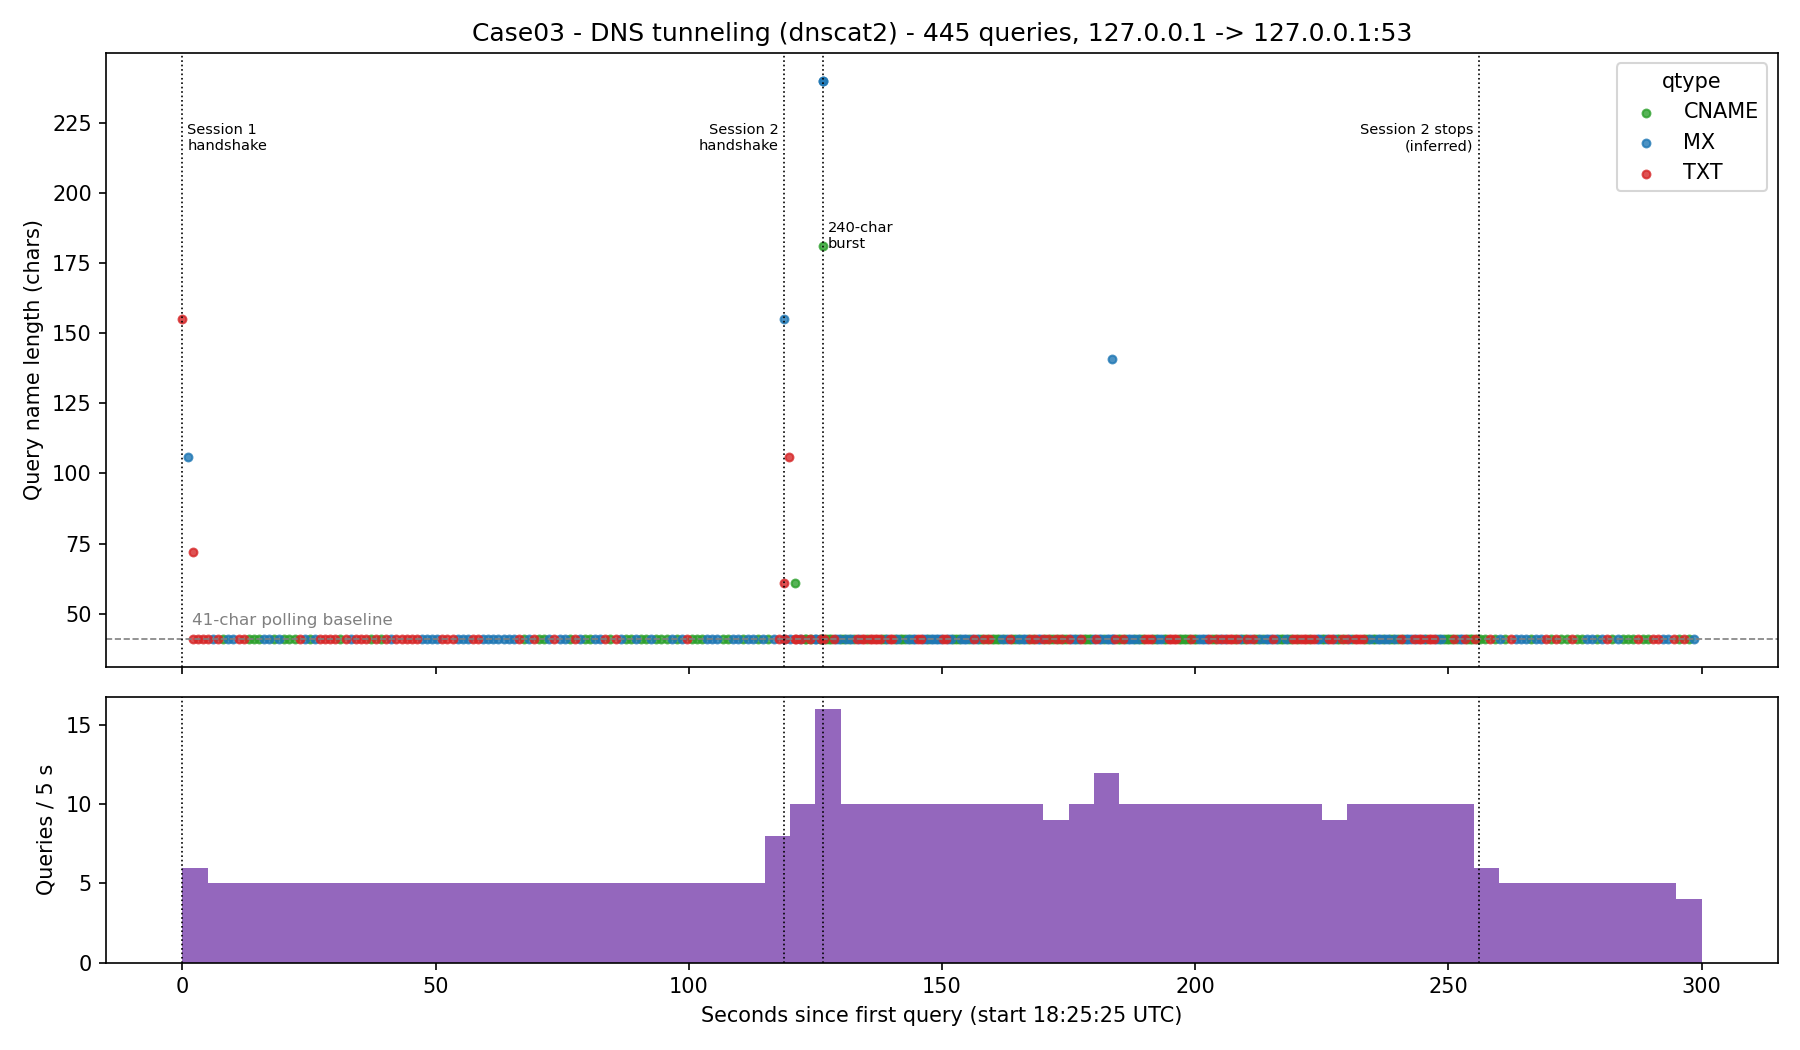 Case03 - DNS tunneling (dnscat2) - 445 queries, 127.0.0.1 -> 127.0.0.1:53
Query name length (chars)
225
200
175
150
125
100
75
50
Session 1
handshake
Session 2
handshake
240-char
burst
Session 2 stops
(inferred)
qtype
CNAME
MX
TXT
41-char polling baseline
Queries / 5 s
15
10
5
0
0
50
100
150
200
250
300
Seconds since first query (start 18:25:25 UTC)